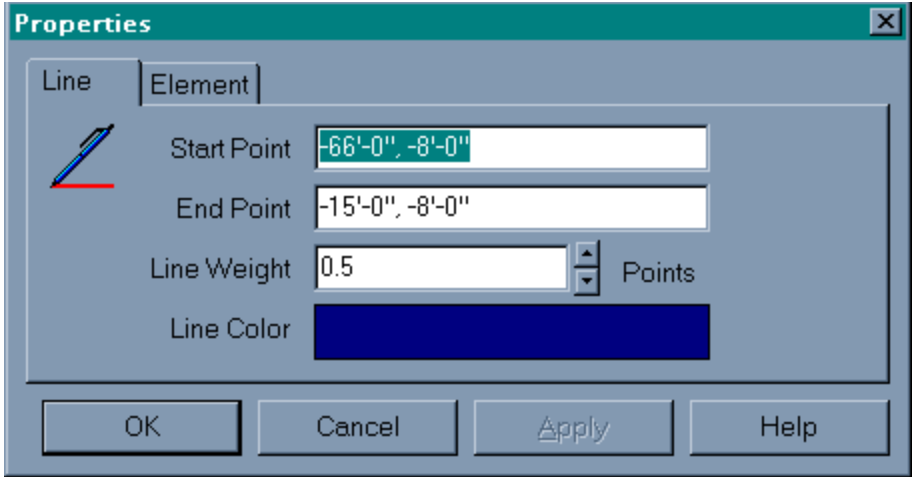 Properties
Line Element
Start Point -66'-0", -8'-0"
End Point -15'-0", -8'-0"
Line Weight 0.5 Points
Line Color
OK Cancel Apply Help